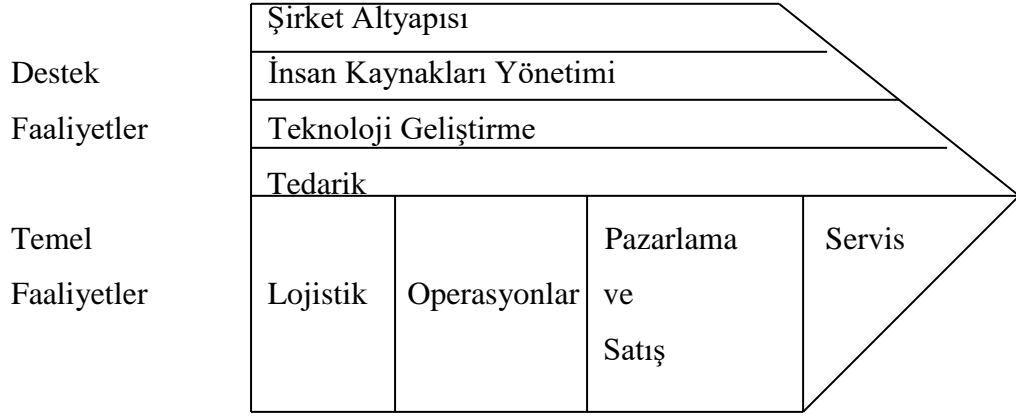 Şirket Altyapısı
Destek İnsan Kaynakları Yönetimi
Faaliyetler Teknoloji Geliştirme
Tedarik
Temel Pazarlama Servis
Faaliyetler Lojistik Operasyonlar ve
Satış